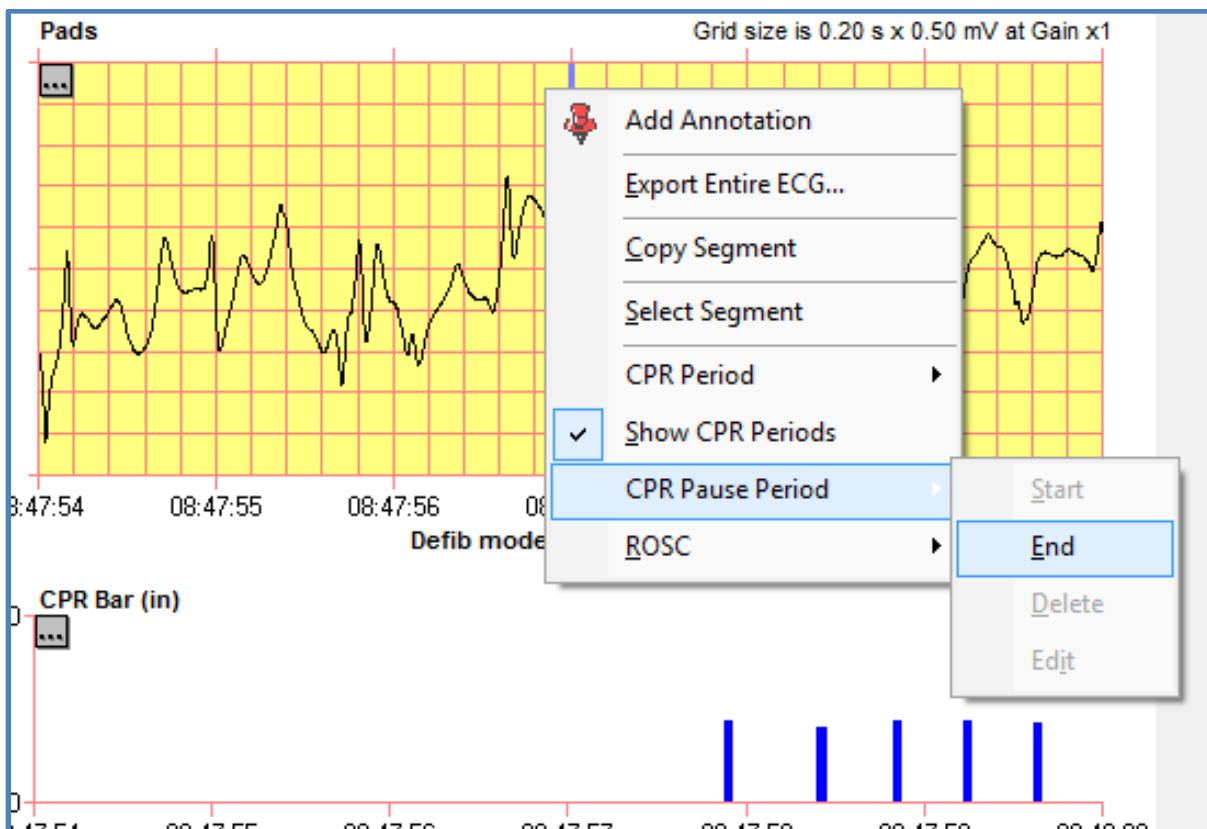 Pads
Grid size is 0.20 s x 0.50 mV at Gain x1
...
Add Annotation
Export Entire ECG...
Copy Segment
Select Segment
CPR Period
Show CPR Periods
CPR Pause Period
Start
ROSC
End
Delete
Edit
:47:54 08:47:55 08:47:56
Defib mode
CPR Bar (in)
...